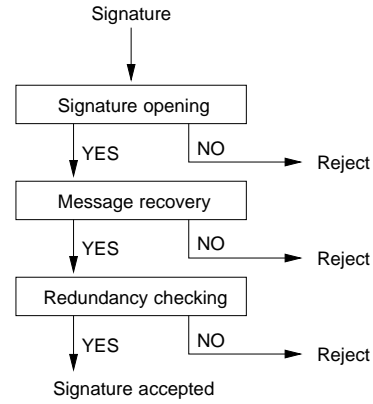 Signature
Signature opening
YES
NO
Reject
Message recovery
YES
NO
Reject
Redundancy checking
YES
NO
Reject
Signature accepted